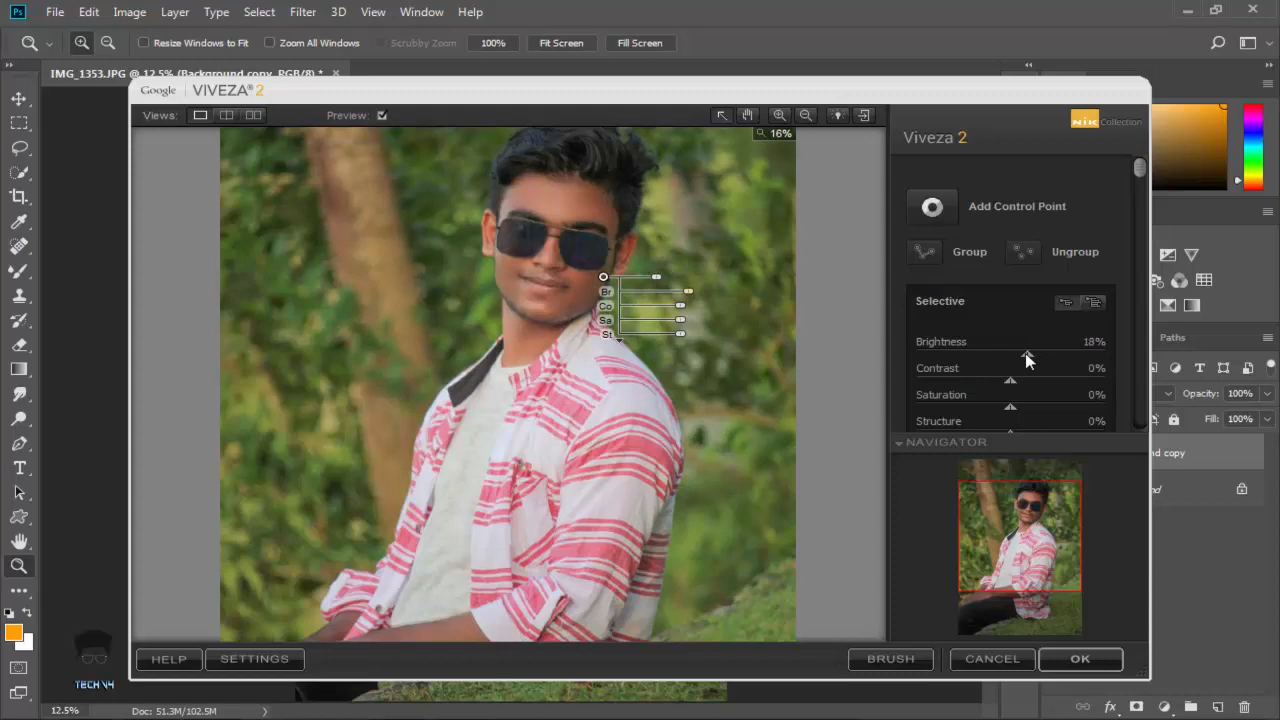 Ps File Edit Image Layer Type Select Filter 3D View Window Help
Resize Windows to Fit Zoom All Windows Scrubby Zoom 100% Fit Screen Fill Screen
IMG_1353.JPG @ 12.5% (Background copy, RGB/8) *
Google VIVEZA® 2
Views: Preview:
16%
Nik Collection
Viveza 2
Add Control Point
Group Ungroup
Selective
Br
Co
Sa
St
Brightness 18%
Contrast 0%
Saturation 0%
Structure 0%
NAVIGATOR
Paths
Opacity: 100%
Fill: 100%
nd copy
HELP SETTINGS BRUSH CANCEL OK
TECH V4
12.5% Doc: 51.3M/102.5M
fx